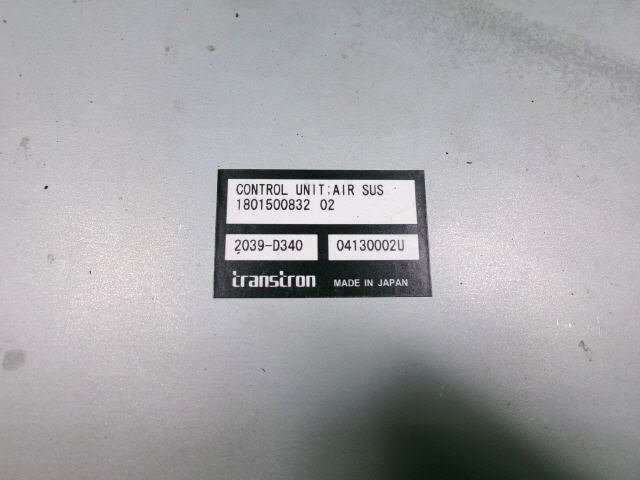 CONTROL UNIT;AIR SUS
1801500832 02
2039-D340 04130002U
transtron MADE IN JAPAN